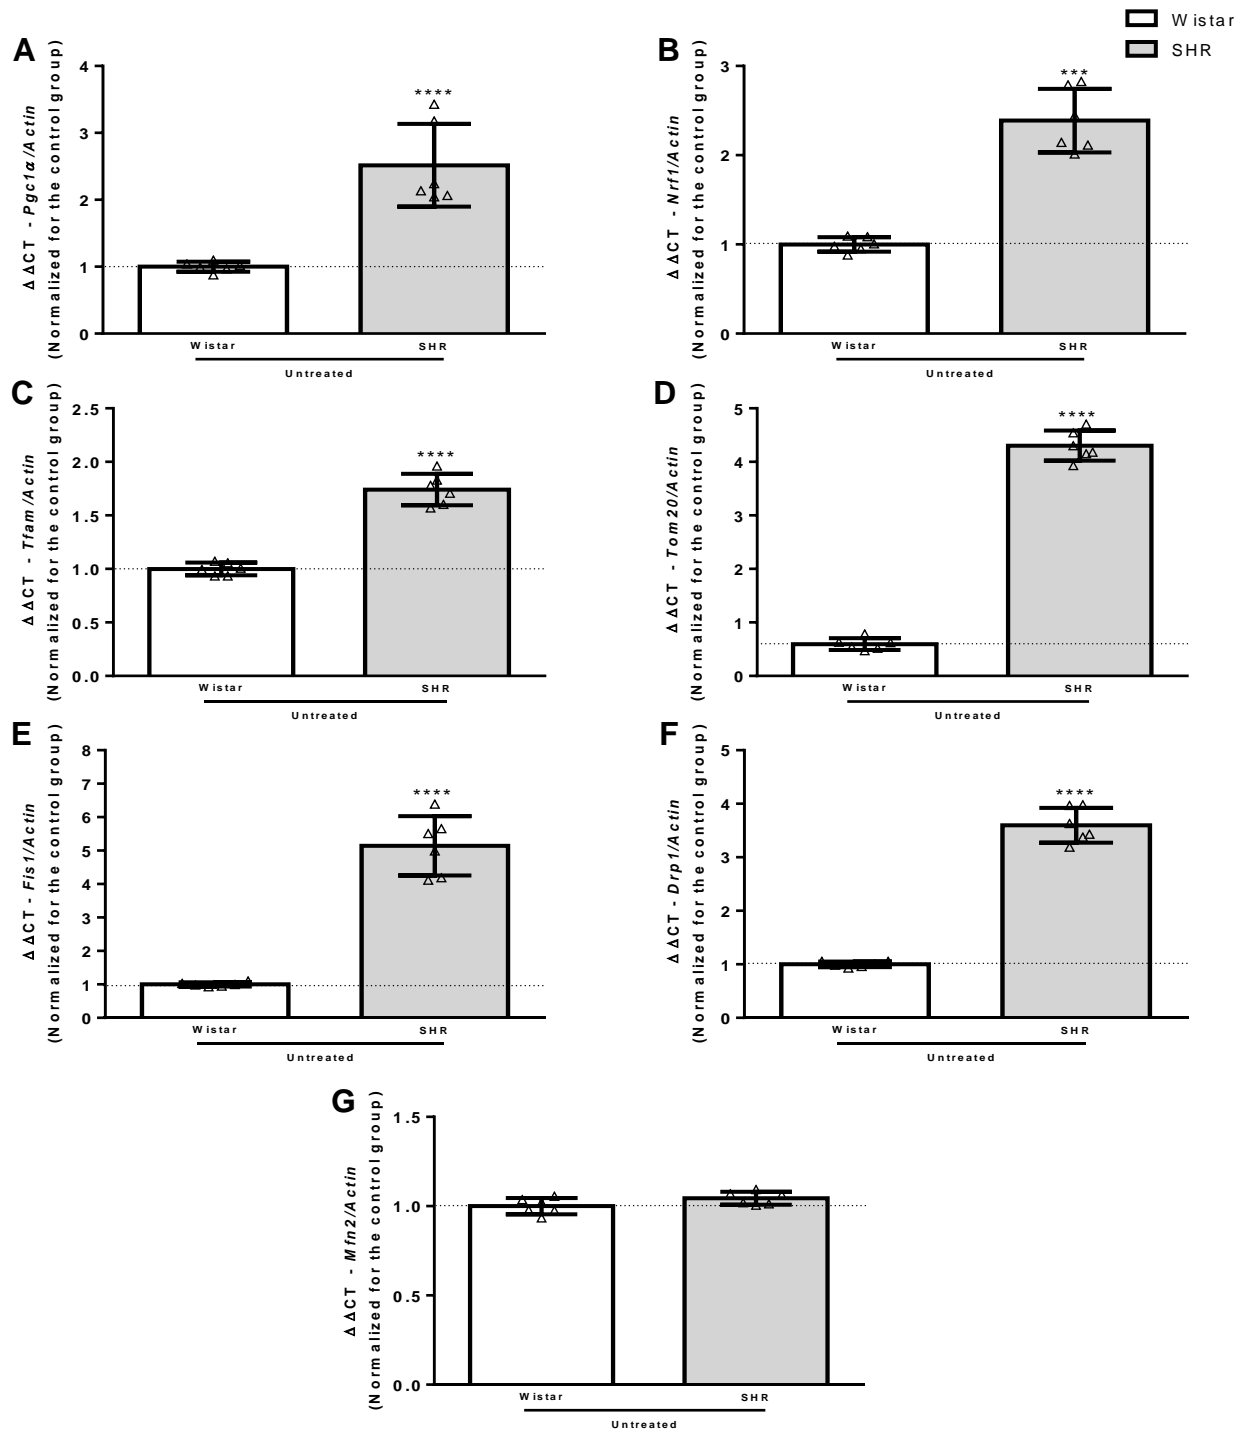 Wistar
SHR
A
ΔΔCT - Pgc1α/Actin
(Normalized for the control group)
4
3
2
1
0
****
Wistar
SHR
Untreated
B
ΔΔCT - Nrf1/Actin
(Normalized for the control group)
3
2
1
0
***
Wistar
SHR
Untreated
C
ΔΔCT - Tfam/Actin
(Normalized for the control group)
2.5
2.0
1.5
1.0
0.5
0.0
****
Wistar
SHR
Untreated
D
ΔΔCT - Tom20/Actin
(Normalized for the control group)
5
4
3
2
1
0
****
Wistar
SHR
Untreated
E
ΔΔCT - Fis1/Actin
(Normalized for the control group)
8
7
6
5
4
3
2
1
0
****
Wistar
SHR
Untreated
F
ΔΔCT - Drp1/Actin
(Normalized for the control group)
5
4
3
2
1
0
****
Wistar
SHR
Untreated
G
ΔΔCT - Mfn2/Actin
(Normalized for the control group)
1.5
1.0
0.5
0.0
Wistar
SHR
Untreated